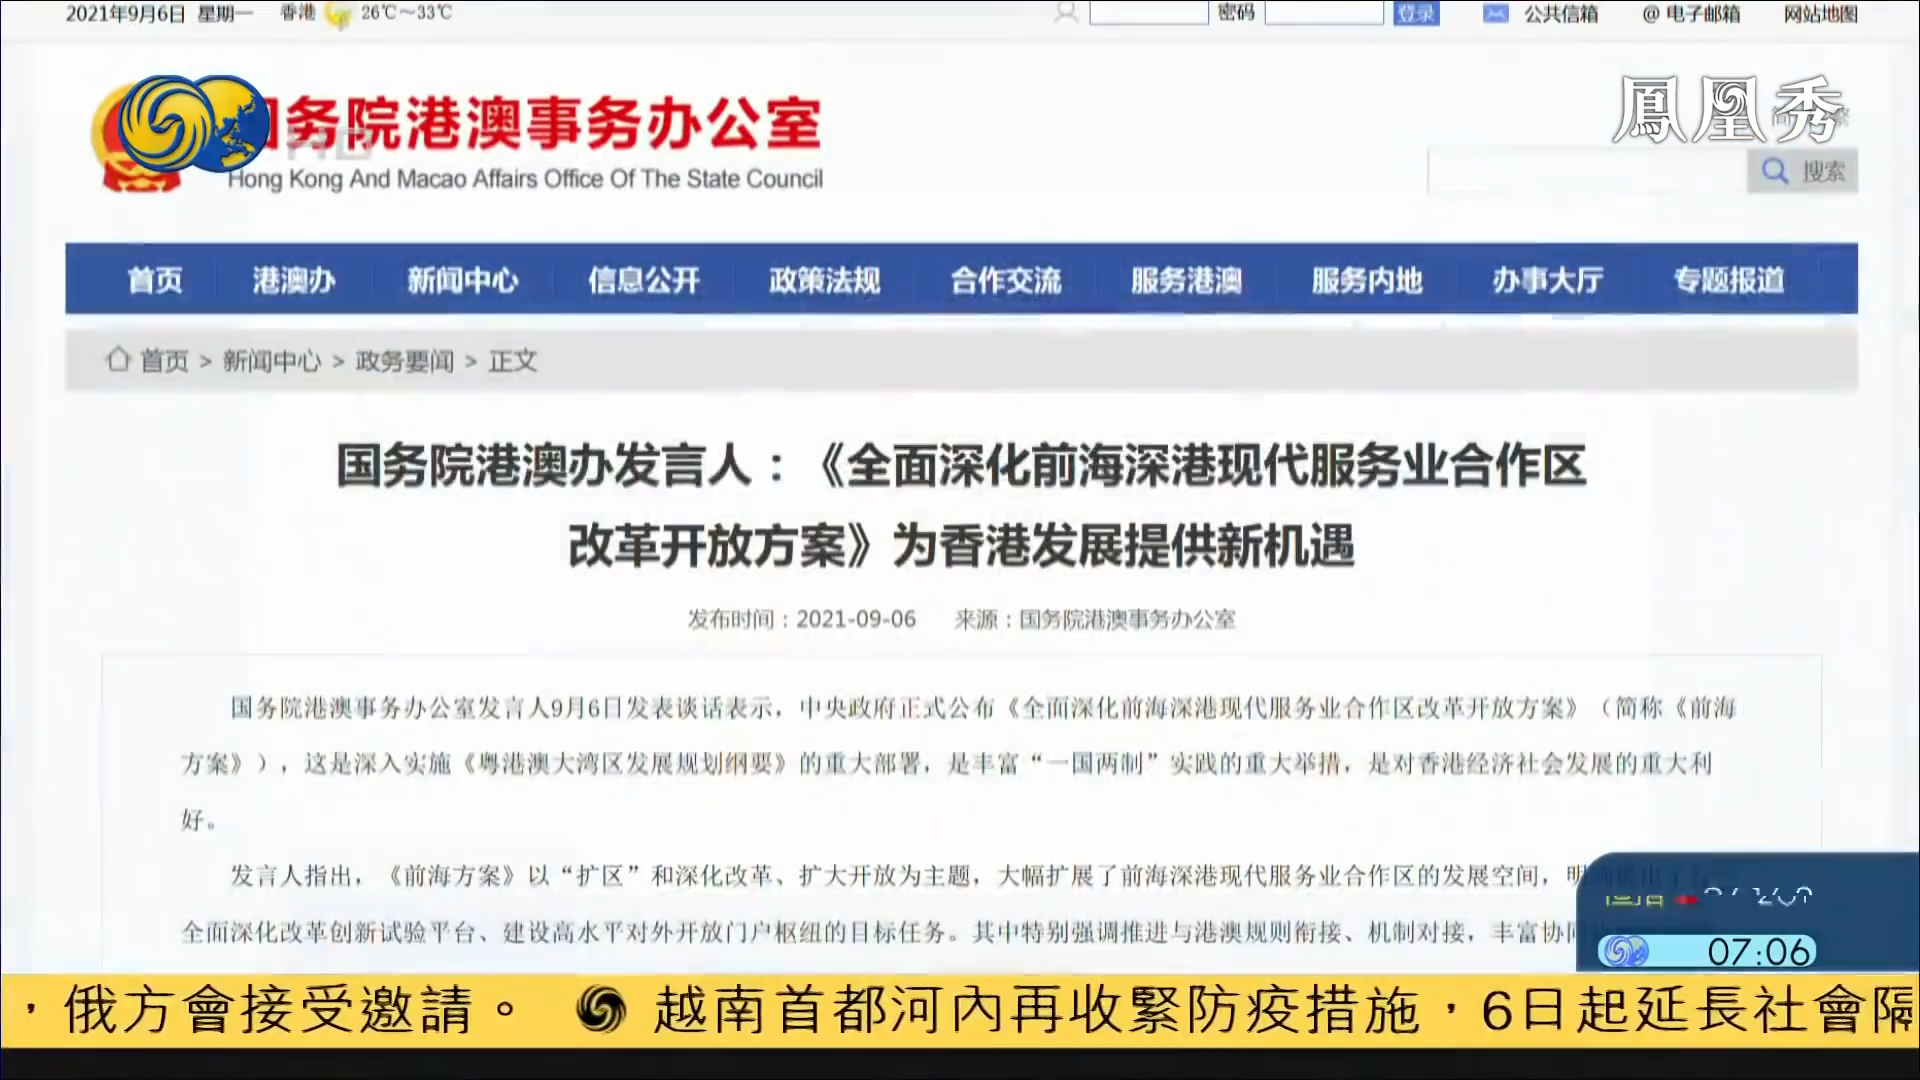 2021年9月6日 星期一 香港 26℃~33℃ 密码 登录 公共信箱 @ 电子邮箱 网站地图
鳳凰秀
国务院港澳事务办公室
Hong Kong And Macao Affairs Office Of The State Council
搜索
首页 港澳办 新闻中心 信息公开 政策法规 合作交流 服务港澳 服务内地 办事大厅 专题报道
首页 > 新闻中心 > 政务要闻 > 正文
国务院港澳办发言人：《全面深化前海深港现代服务业合作区
改革开放方案》为香港发展提供新机遇
发布时间：2021-09-06 来源：国务院港澳事务办公室
国务院港澳事务办公室发言人9月6日发表谈话表示，中央政府正式公布《全面深化前海深港现代服务业合作区改革开放方案》（简称《前海
方案》），这是深入实施《粤港澳大湾区发展规划纲要》的重大部署，是丰富“一国两制”实践的重大举措，是对香港经济社会发展的重大利
好。
发言人指出，《前海方案》以“扩区”和深化改革、扩大开放为主题，大幅扩展了前海深港现代服务业合作区的发展空间，明
全面深化改革创新试验平台、建设高水平对外开放门户枢纽的目标任务。其中特别强调推进与港澳规则衔接、机制对接，丰富协同
07:06
，俄方會接受邀請。 越南首都河內再收緊防疫措施，6日起延長社會隔